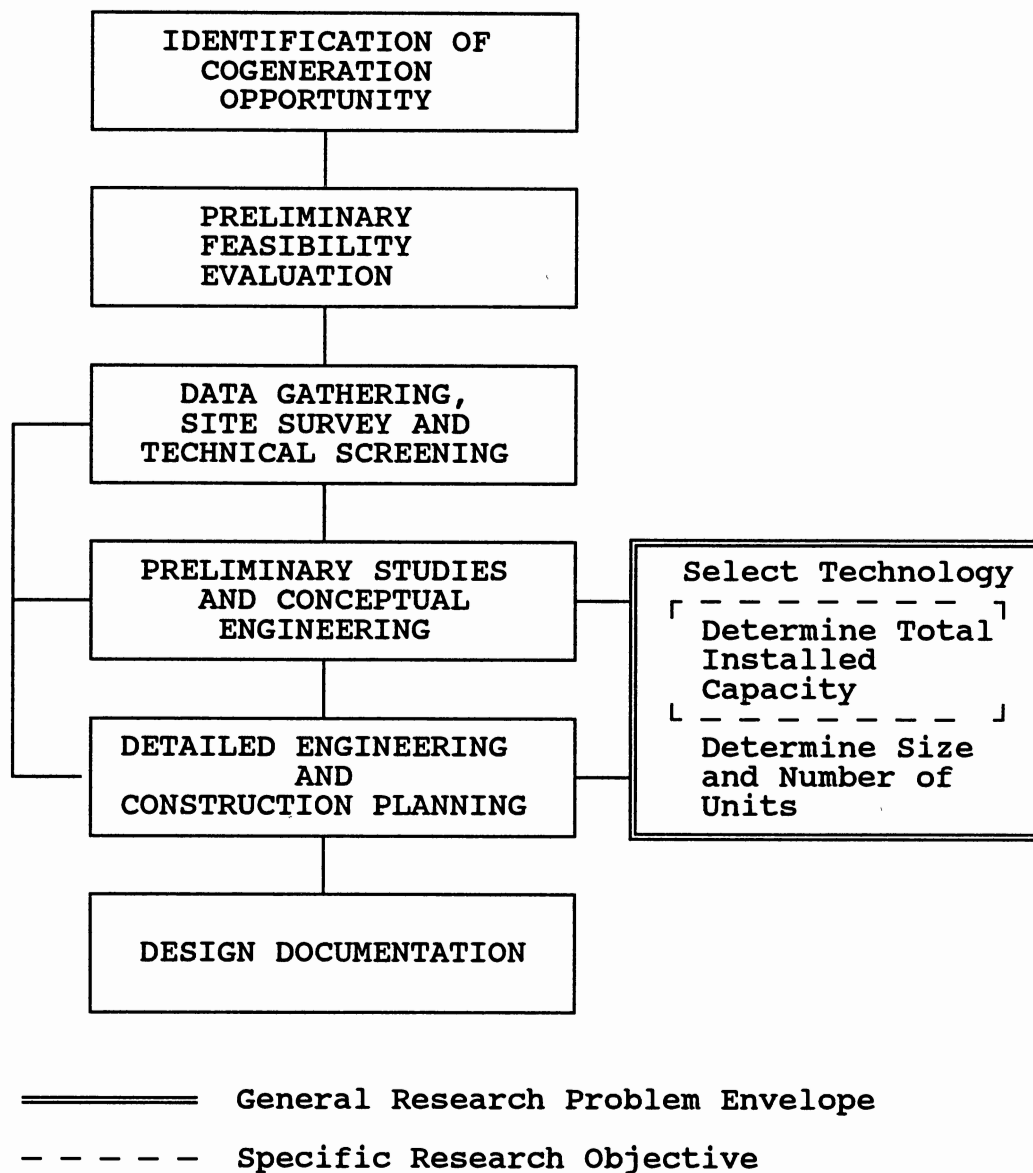 IDENTIFICATION OF
COGENERATION
OPPORTUNITY
PRELIMINARY
FEASIBILITY
EVALUATION
DATA GATHERING,
SITE SURVEY AND
TECHNICAL SCREENING
PRELIMINARY STUDIES
AND CONCEPTUAL
ENGINEERING
Select Technology
Determine Total
Installed
Capacity
Determine Size
and Number of
Units
DETAILED ENGINEERING
AND
CONSTRUCTION PLANNING
DESIGN DOCUMENTATION
General Research Problem Envelope
Specific Research Objective